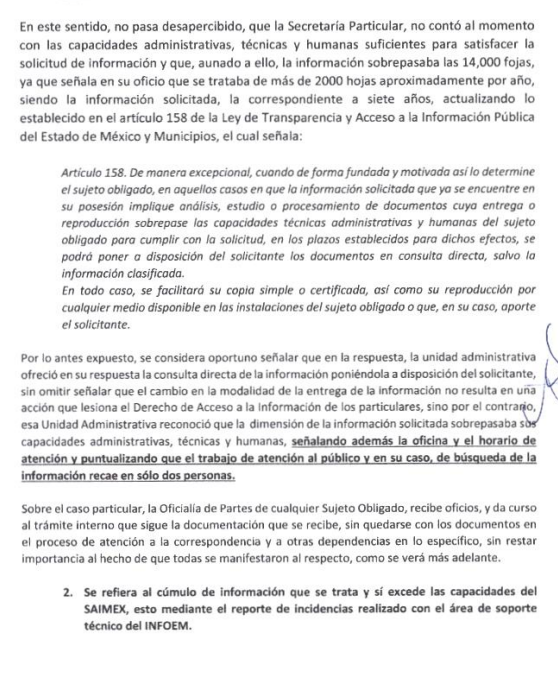 En este sentido, no pasa desapercibido, que la Secretaría Particular, no contó al momento
con las capacidades administrativas, técnicas y humanas suficientes para satisfacer la
solicitud de información y que, aunado a ello, la información sobrepasaba las 14,000 fojas,
ya que señala en su oficio que se trataba de más de 2000 hojas aproximadamente por año,
siendo la información solicitada, la correspondiente a siete años, actualizando lo
establecido en el artículo 158 de la Ley de Transparencia y Acceso a la Información Pública
del Estado de México y Municipios, el cual señala:
Artículo 158. De manera excepcional, cuando de forma fundada y motivada así lo determine
el sujeto obligado, en aquellos casos en que la información solicitada que ya se encuentre en
su posesión implique análisis, estudio o procesamiento de documentos cuya entrega o
reproducción sobrepase las capacidades técnicas administrativas y humanas del sujeto
obligado para cumplir con la solicitud, en los plazos establecidos para dichos efectos, se
podrá poner a disposición del solicitante los documentos en consulta directa, salvo la
información clasificada.
En todo caso, se facilitará su copia simple o certificada, así como su reproducción por
cualquier medio disponible en las instalaciones del sujeto obligado o que, en su caso, aporte
el solicitante.
Por lo antes expuesto, se considera oportuno señalar que en la respuesta, la unidad administrativa
ofreció en su respuesta la consulta directa de la información poniéndola a disposición del solicitante,
sin omitir señalar que el cambio en la modalidad de la entrega de la información no resulta en una
acción que lesiona el Derecho de Acceso a la Información de los particulares, sino por el contrario,
esa Unidad Administrativa reconoció que la dimensión de la información solicitada sobrepasaba sus
capacidades administrativas, técnicas y humanas, señalando además la oficina y el horario de
atención y puntualizando que el trabajo de atención al público y en su caso, de búsqueda de la
información recae en sólo dos personas.
Sobre el caso particular, la Oficialía de Partes de cualquier Sujeto Obligado, recibe oficios, y da curso
al trámite interno que sigue la documentación que se recibe, sin quedarse con los documentos en
el proceso de atención a la correspondencia y a otras dependencias en lo específico, sin restar
importancia al hecho de que todas se manifestaron al respecto, como se verá más adelante.
2. Se refiera al cúmulo de información que se trata y sí excede las capacidades del
SAIMEX, esto mediante el reporte de incidencias realizado con el área de soporte
técnico del INFOEM.